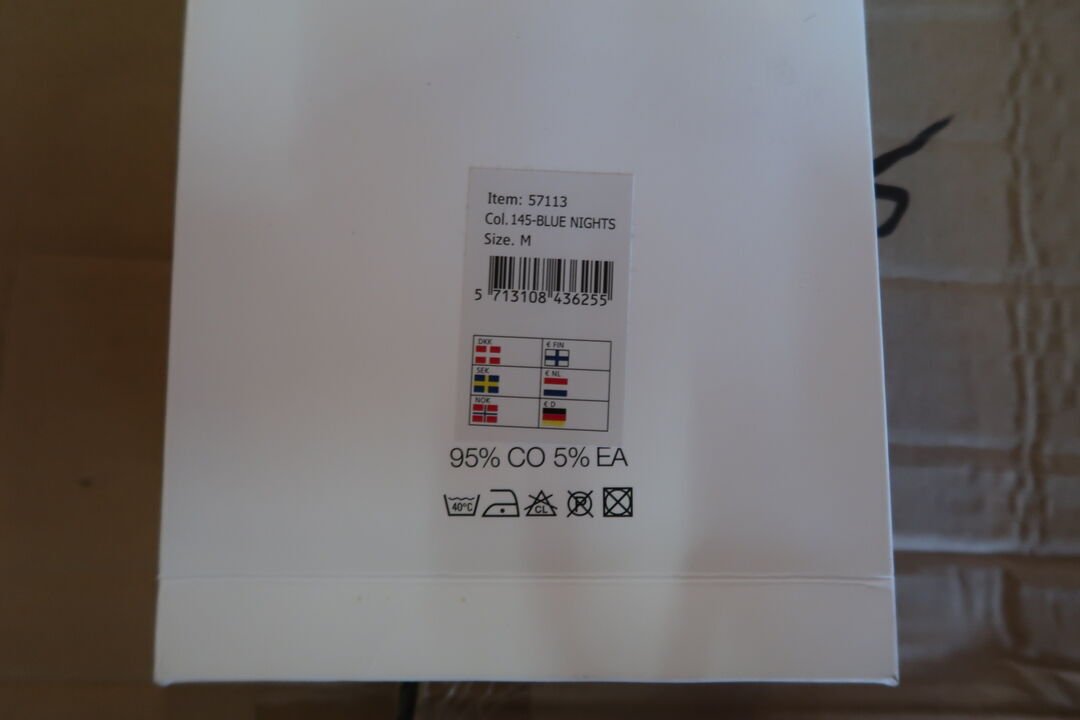 Item: 57113
Col. 145-BLUE NIGHTS
Size. M
5 713108 436255
DKK € FIN
SEK € NL
NOK € D
95% CO 5% EA
40°C CL P